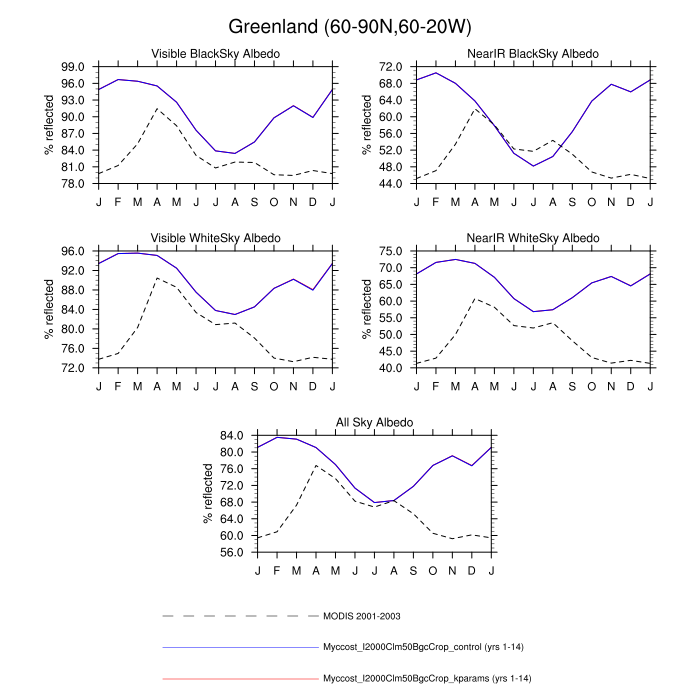 Greenland (60-90N,60-20W)
Visible BlackSky Albedo
% reflected
99.0
96.0
93.0
90.0
87.0
84.0
81.0
78.0
J F M A M J J A S O N D J
NearIR BlackSky Albedo
% reflected
72.0
68.0
64.0
60.0
56.0
52.0
48.0
44.0
J F M A M J J A S O N D J
Visible WhiteSky Albedo
% reflected
96.0
92.0
88.0
84.0
80.0
76.0
72.0
J F M A M J J A S O N D J
NearIR WhiteSky Albedo
% reflected
75.0
70.0
65.0
60.0
55.0
50.0
45.0
40.0
J F M A M J J A S O N D J
All Sky Albedo
% reflected
84.0
80.0
76.0
72.0
68.0
64.0
60.0
56.0
J F M A M J J A S O N D J
MODIS 2001-2003
Myccost_I2000Clm50BgcCrop_control (yrs 1-14)
Myccost_I2000Clm50BgcCrop_kparams (yrs 1-14)